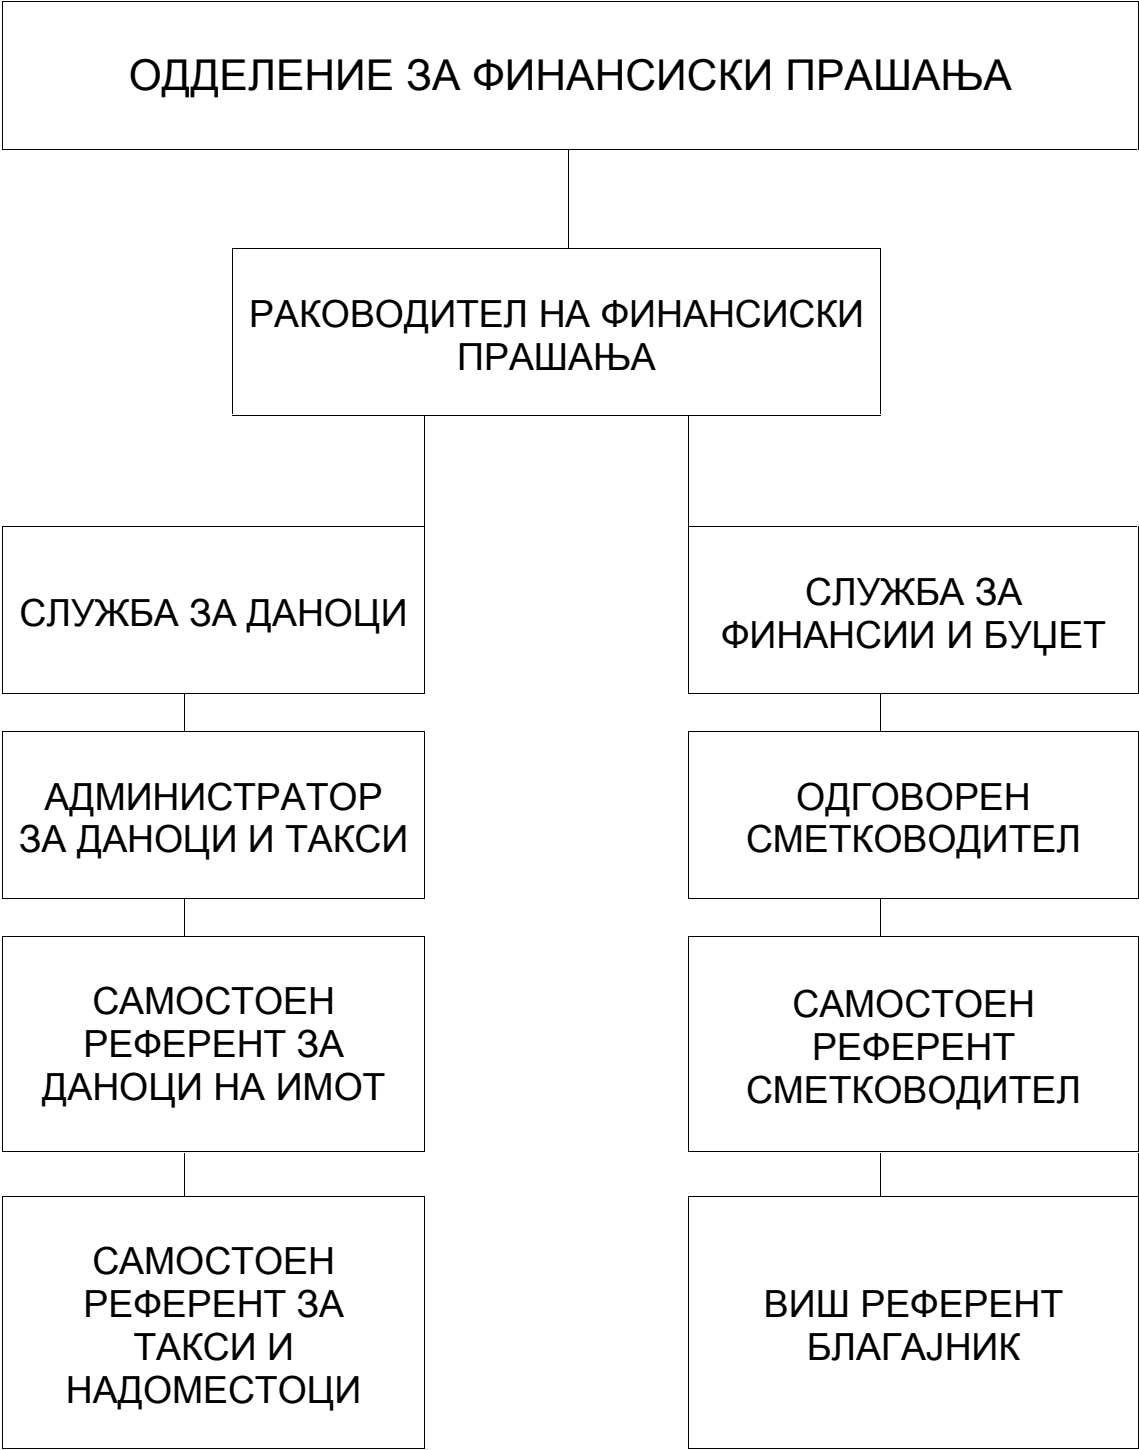 ОДДЕЛЕНИЕ ЗА ФИНАНСИСКИ ПРАШАЊА
РАКОВОДИТЕЛ НА ФИНАНСИСКИ
ПРАШАЊА
СЛУЖБА ЗА ДАНОЦИ
СЛУЖБА ЗА
ФИНАНСИИ И БУЏЕТ
АДМИНИСТРАТОР
ЗА ДАНОЦИ И ТАКСИ
ОДГОВОРЕН
СМЕТКОВОДИТЕЛ
САМОСТОЕН
РЕФЕРЕНТ ЗА
ДАНОЦИ НА ИМОТ
САМОСТОЕН
РЕФЕРЕНТ
СМЕТКОВОДИТЕЛ
САМОСТОЕН
РЕФЕРЕНТ ЗА
ТАКСИ И
НАДОМЕСТОЦИ
ВИШ РЕФЕРЕНТ
БЛАГАЈНИК